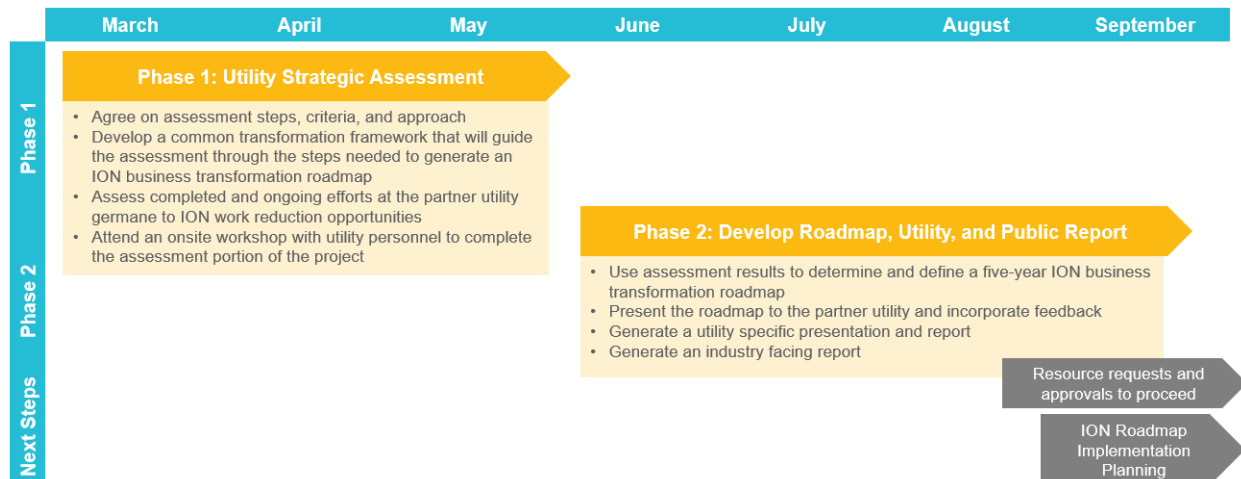 March April May June July August September
Phase 1
Phase 1: Utility Strategic Assessment
• Agree on assessment steps, criteria, and approach
• Develop a common transformation framework that will guide
the assessment through the steps needed to generate an
ION business transformation roadmap
• Assess completed and ongoing efforts at the partner utility
germane to ION work reduction opportunities
• Attend an onsite workshop with utility personnel to complete
the assessment portion of the project
Phase 2
Phase 2: Develop Roadmap, Utility, and Public Report
• Use assessment results to determine and define a five-year ION business
transformation roadmap
• Present the roadmap to the partner utility and incorporate feedback
• Generate a utility specific presentation and report
• Generate an industry facing report
Next Steps
Resource requests and
approvals to proceed
ION Roadmap
Implementation
Planning